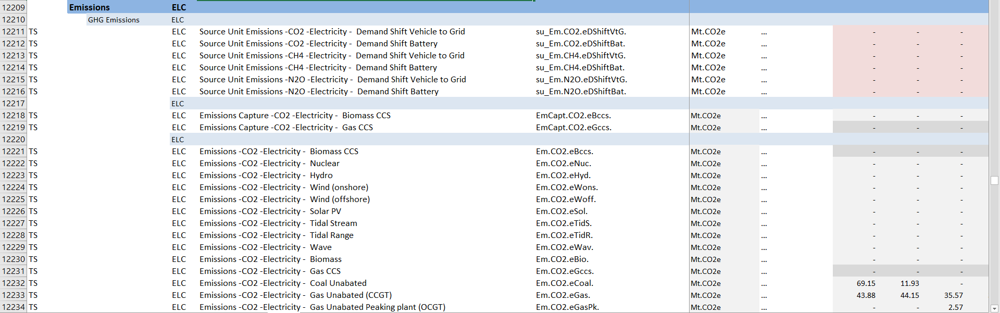 12209 Emissions ELC
12210 GHG Emissions ELC
12211 TS ELC Source Unit Emissions -CO2 -Electricity - Demand Shift Vehicle to Grid su_Em.CO2.eDShiftVtG. Mt.CO2e ... - - -
12212 TS ELC Source Unit Emissions -CO2 -Electricity - Demand Shift Battery su_Em.CO2.eDShiftBat. Mt.CO2e ... - - -
12213 TS ELC Source Unit Emissions -CH4 -Electricity - Demand Shift Vehicle to Grid su_Em.CH4.eDShiftVtG. Mt.CO2e ... - - -
12214 TS ELC Source Unit Emissions -CH4 -Electricity - Demand Shift Battery su_Em.CH4.eDShiftBat. Mt.CO2e ... - - -
12215 TS ELC Source Unit Emissions -N2O -Electricity - Demand Shift Vehicle to Grid su_Em.N2O.eDShiftVtG. Mt.CO2e ... - - -
12216 TS ELC Source Unit Emissions -N2O -Electricity - Demand Shift Battery su_Em.N2O.eDShiftBat. Mt.CO2e ... - - -
12217 ELC
12218 TS ELC Emissions Capture -CO2 -Electricity - Biomass CCS EmCapt.CO2.eBccs. Mt.CO2e ... - - -
12219 TS ELC Emissions Capture -CO2 -Electricity - Gas CCS EmCapt.CO2.eGccs. Mt.CO2e ... - - -
12220 ELC
12221 TS ELC Emissions -CO2 -Electricity - Biomass CCS Em.CO2.eBccs. Mt.CO2e ... - - -
12222 TS ELC Emissions -CO2 -Electricity - Nuclear Em.CO2.eNuc. Mt.CO2e ... - - -
12223 TS ELC Emissions -CO2 -Electricity - Hydro Em.CO2.eHyd. Mt.CO2e ... - - -
12224 TS ELC Emissions -CO2 -Electricity - Wind (onshore) Em.CO2.eWons. Mt.CO2e ... - - -
12225 TS ELC Emissions -CO2 -Electricity - Wind (offshore) Em.CO2.eWoff. Mt.CO2e ... - - -
12226 TS ELC Emissions -CO2 -Electricity - Solar PV Em.CO2.eSol. Mt.CO2e ... - - -
12227 TS ELC Emissions -CO2 -Electricity - Tidal Stream Em.CO2.eTidS. Mt.CO2e ... - - -
12228 TS ELC Emissions -CO2 -Electricity - Tidal Range Em.CO2.eTidR. Mt.CO2e ... - - -
12229 TS ELC Emissions -CO2 -Electricity - Wave Em.CO2.eWav. Mt.CO2e ... - - -
12230 TS ELC Emissions -CO2 -Electricity - Biomass Em.CO2.eBio. Mt.CO2e ... - - -
12231 TS ELC Emissions -CO2 -Electricity - Gas CCS Em.CO2.eGccs. Mt.CO2e ... - - -
12232 TS ELC Emissions -CO2 -Electricity - Coal Unabated Em.CO2.eCoal. Mt.CO2e ... 69.15 11.93 -
12233 TS ELC Emissions -CO2 -Electricity - Gas Unabated (CCGT) Em.CO2.eGas. Mt.CO2e ... 43.88 44.15 35.57
12234 TS ELC Emissions -CO2 -Electricity - Gas Unabated Peaking plant (OCGT) Em.CO2.eGasPk. Mt.CO2e ... - - 2.57